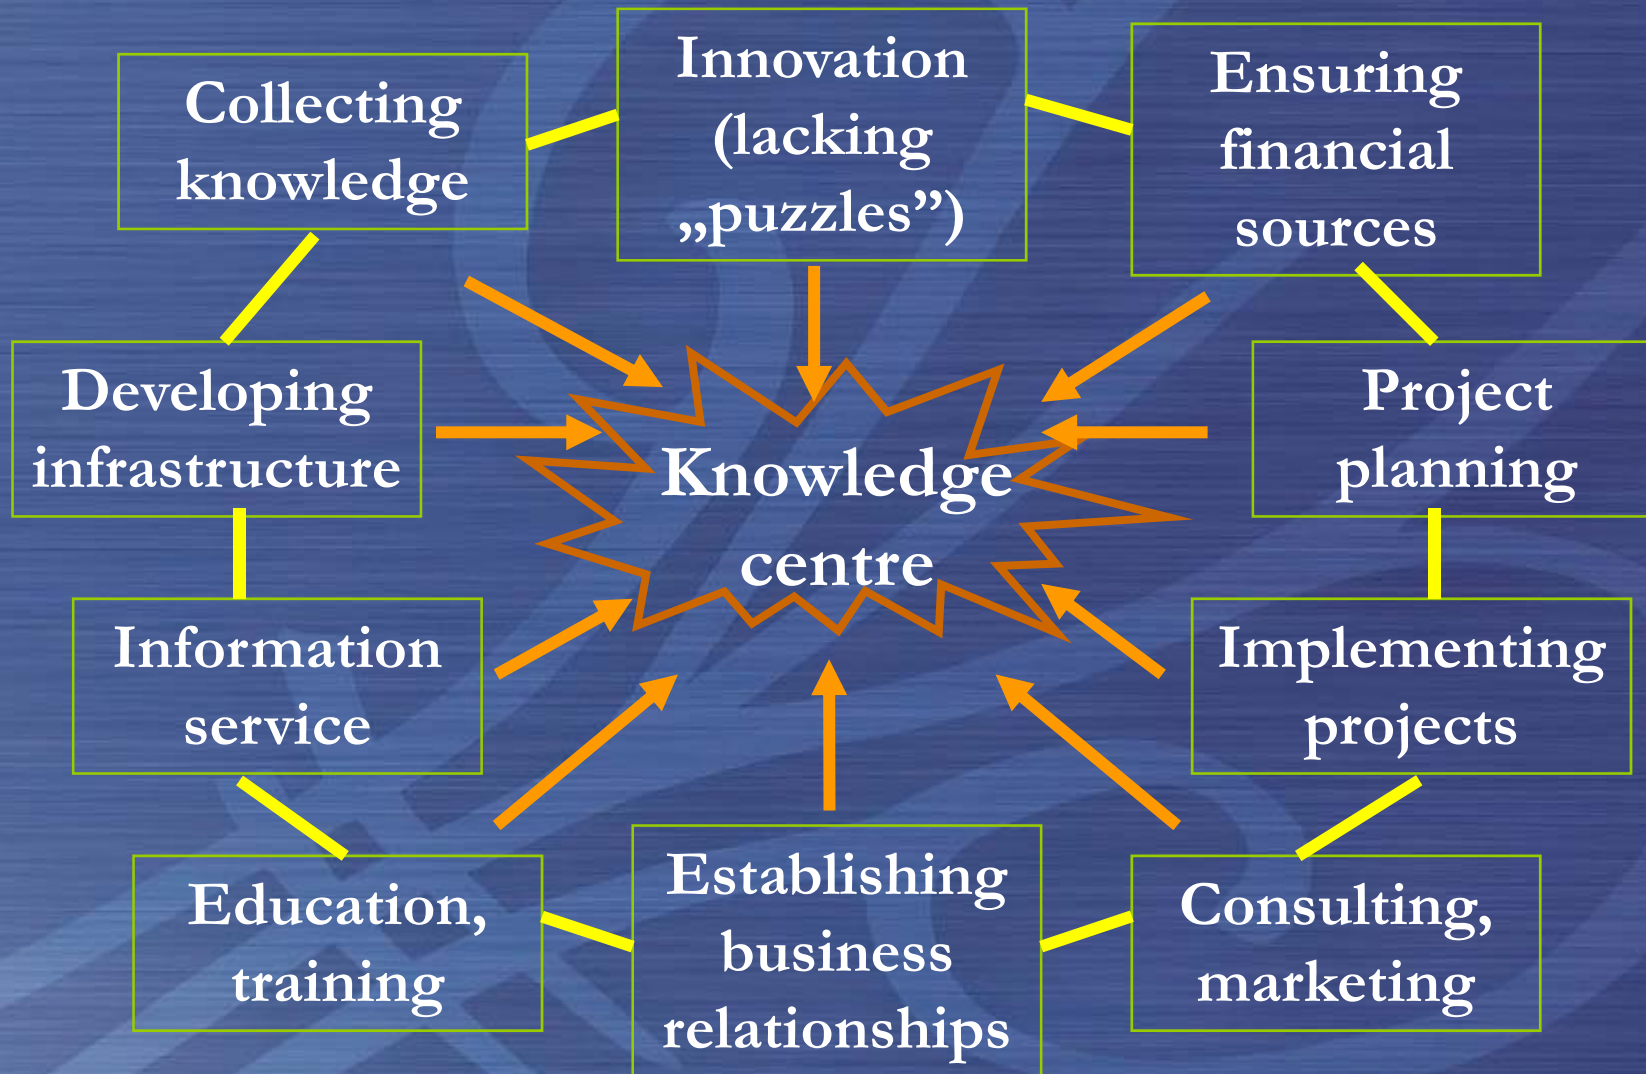 Collecting
knowledge
Innovation
(lacking
„puzzles”)
Ensuring
financial
sources
Developing
infrastructure
Knowledge
centre
Project
planning
Information
service
Implementing
projects
Education,
training
Establishing
business
relationships
Consulting,
marketing